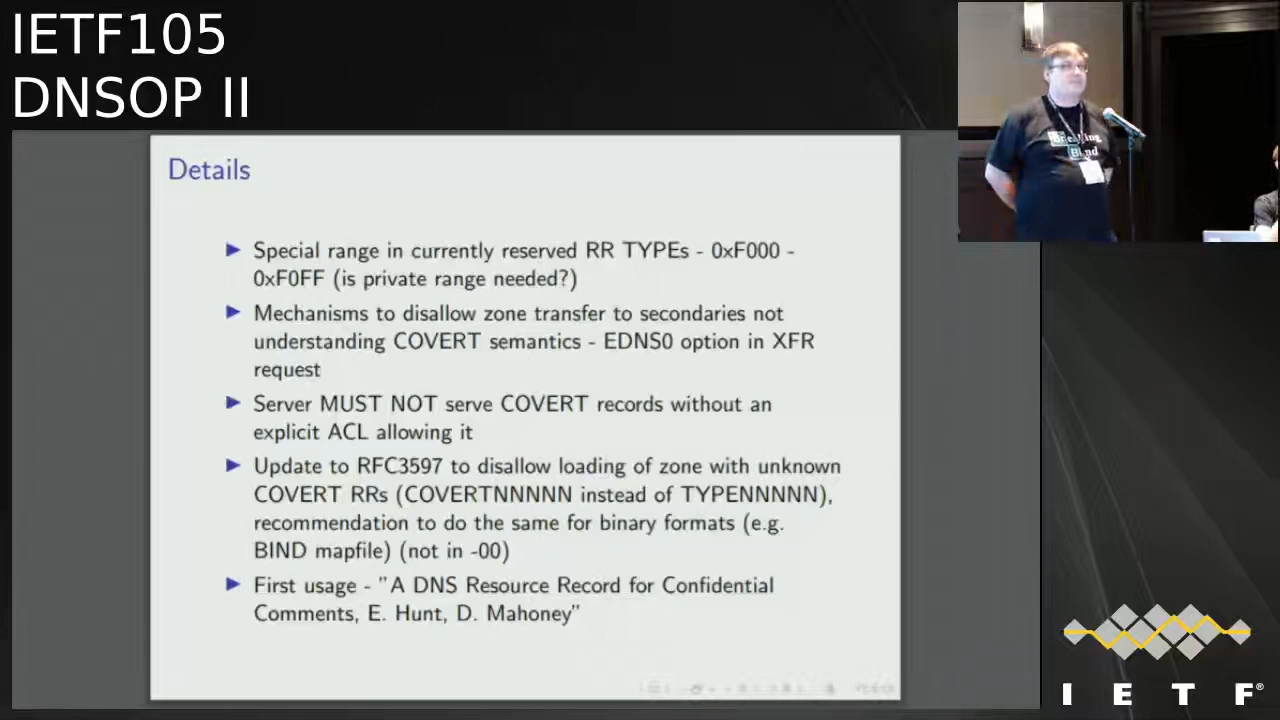 IETF105
DNSOP II
Details
Special range in currently reserved RR TYPEs - 0xF000 -
0xF0FF (is private range needed?)
Mechanisms to disallow zone transfer to secondaries not
understanding COVERT semantics - EDNS0 option in XFR
request
Server MUST NOT serve COVERT records without an
explicit ACL allowing it
Update to RFC3597 to disallow loading of zone with unknown
COVERT RRs (COVERTNNNNN instead of TYPENNNNN),
recommendation to do the same for binary formats (e.g.
BIND mapfile) (not in -00)
First usage - "A DNS Resource Record for Confidential
Comments, E. Hunt, D. Mahoney"
Breaking
Bind
I E T F®